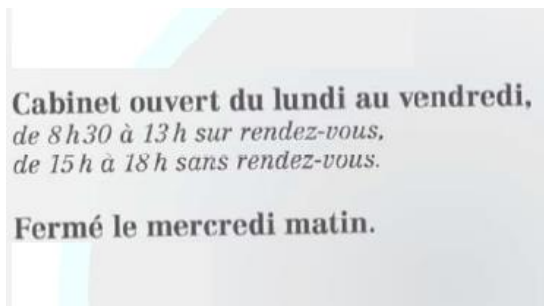 Cabinet ouvert du lundi au vendredi,
de 8h30 à 13h sur rendez-vous,
de 15h à 18h sans rendez-vous.
Fermé le mercredi matin.